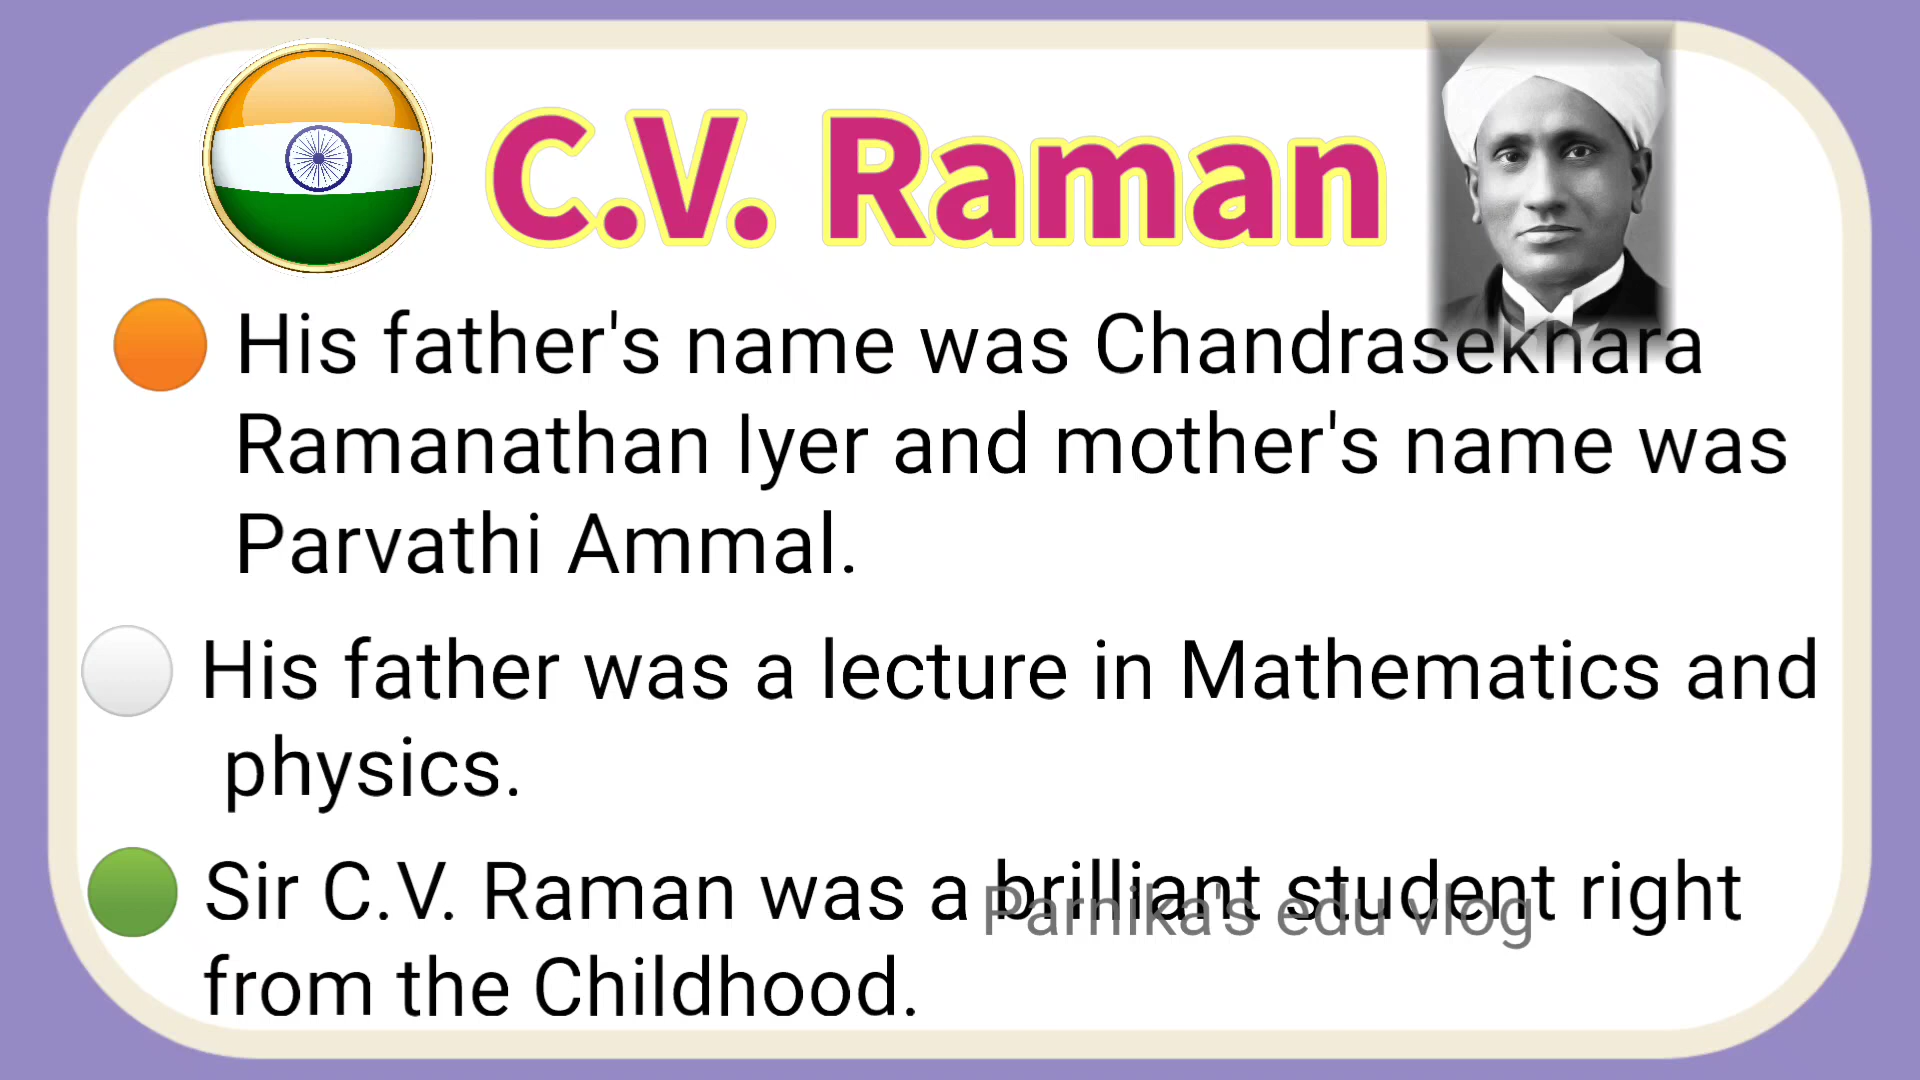 C.V. Raman
His father's name was Chandrasekhara
Ramanathan Iyer and mother's name was
Parvathi Ammal.
His father was a lecture in Mathematics and
physics.
Sir C.V. Raman was a brilliant student right
Parnika's edu vlog
from the Childhood.